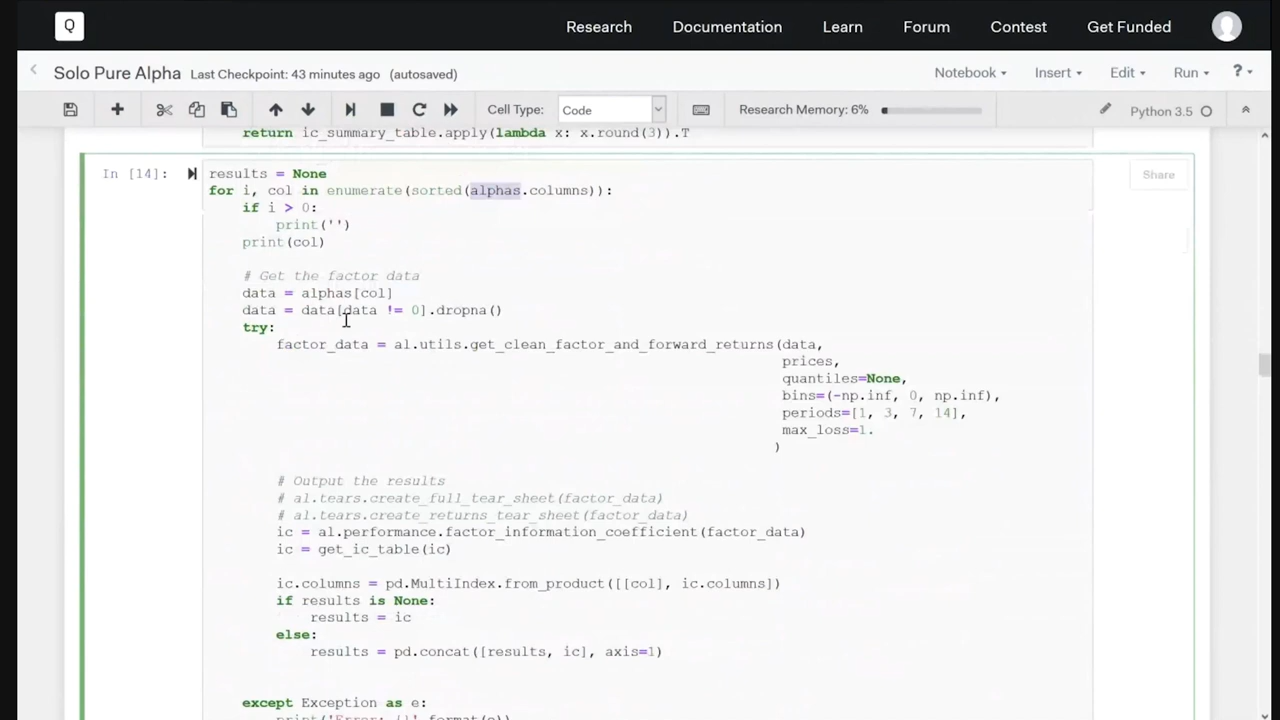 Q Research Documentation Learn Forum Contest Get Funded
Solo Pure Alpha Last Checkpoint: 43 minutes ago (autosaved) Notebook Insert Edit Run ?
Cell Type: Code Research Memory: 6% Python 3.5
return ic_summary_table.apply(lambda x: x.round(3)).T
In [14]: results = None Share
for i, col in enumerate(sorted(alphas.columns)):
    if i > 0:
        print('')
    print(col)
    # Get the factor data
    data = alphas[col]
    data = data[data != 0].dropna()
    try:
        factor_data = al.utils.get_clean_factor_and_forward_returns(data,
prices,
quantiles=None,
bins=(-np.inf, 0, np.inf),
periods=[1, 3, 7, 14],
max_loss=1.
)
        # Output the results
        # al.tears.create_full_tear_sheet(factor_data)
        # al.tears.create_returns_tear_sheet(factor_data)
        ic = al.performance.factor_information_coefficient(factor_data)
        ic = get_ic_table(ic)
        ic.columns = pd.MultiIndex.from_product([[col], ic.columns])
        if results is None:
            results = ic
        else:
            results = pd.concat([results, ic], axis=1)
    except Exception as e:
        print('Error: {}'.format(e))